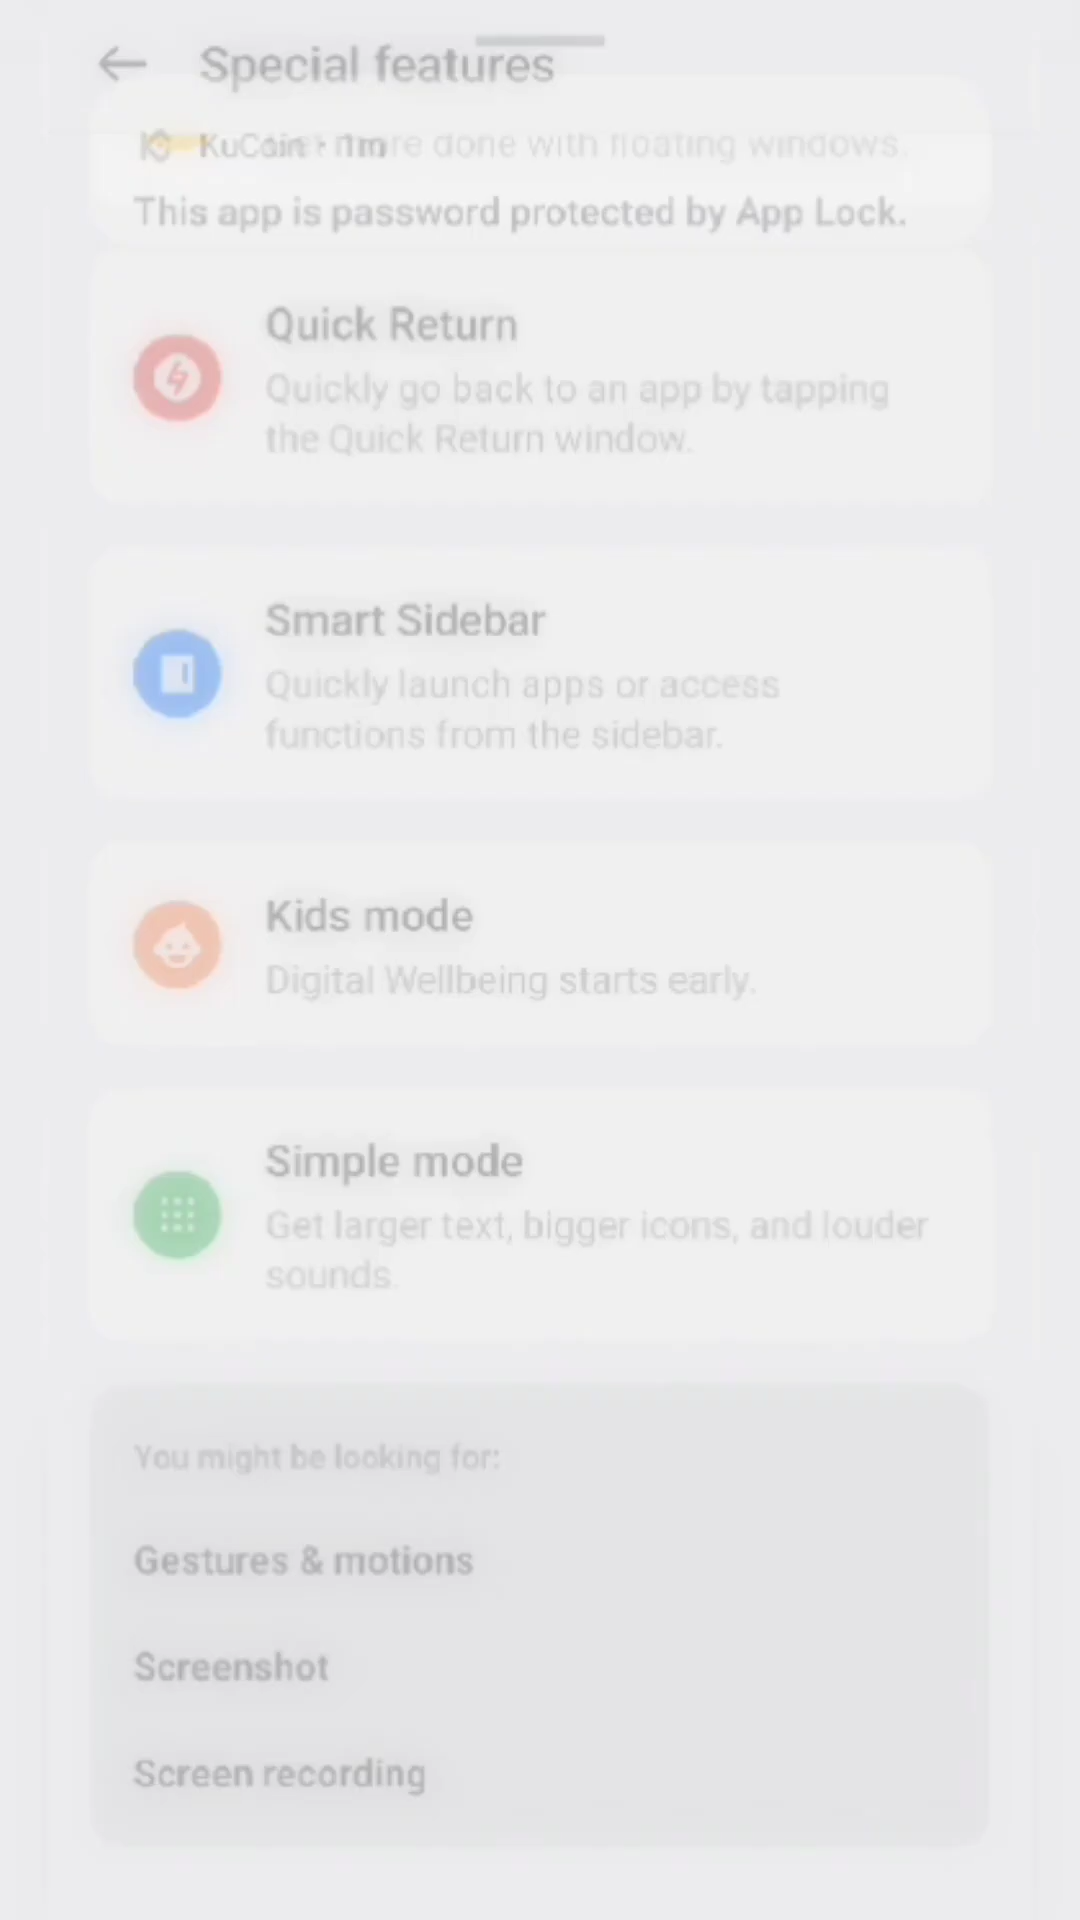 Special features
KuCoin · 1m
more done with floating windows.
This app is password protected by App Lock.
Quick Return
Quickly go back to an app by tapping
the Quick Return window.
Smart Sidebar
Quickly launch apps or access
functions from the sidebar.
Kids mode
Digital Wellbeing starts early.
Simple mode
Get larger text, bigger icons, and louder
sounds.
You might be looking for:
Gestures & motions
Screenshot
Screen recording